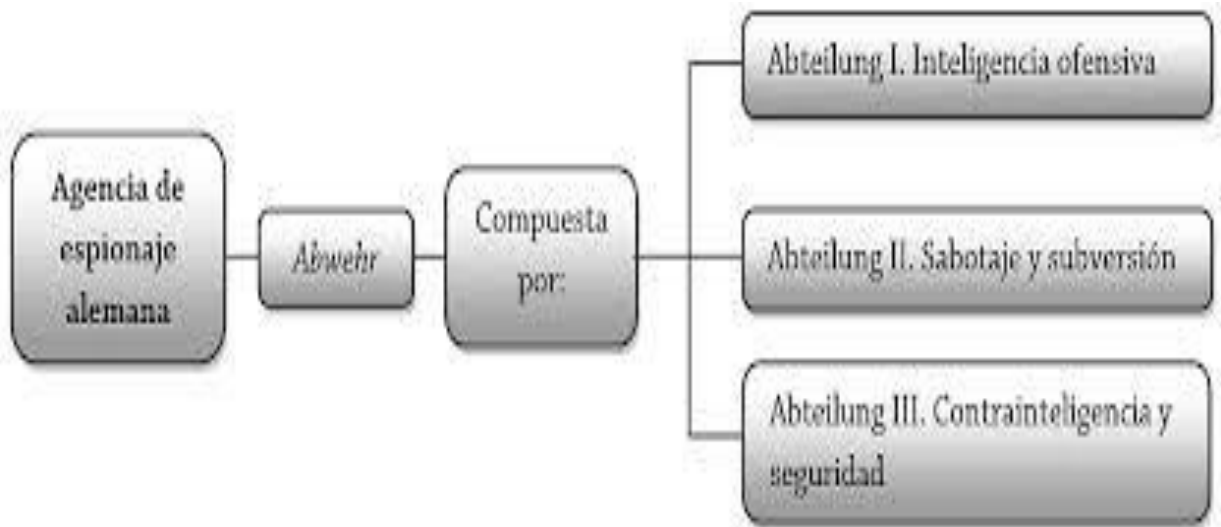 Agencia de
espionaje
alemana
Abwehr
Compuesta
por:
Abteilung I. Inteligencia ofensiva
Abteilung II. Sabotaje y subversión
Abteilung III. Contrainteligencia y
seguridad